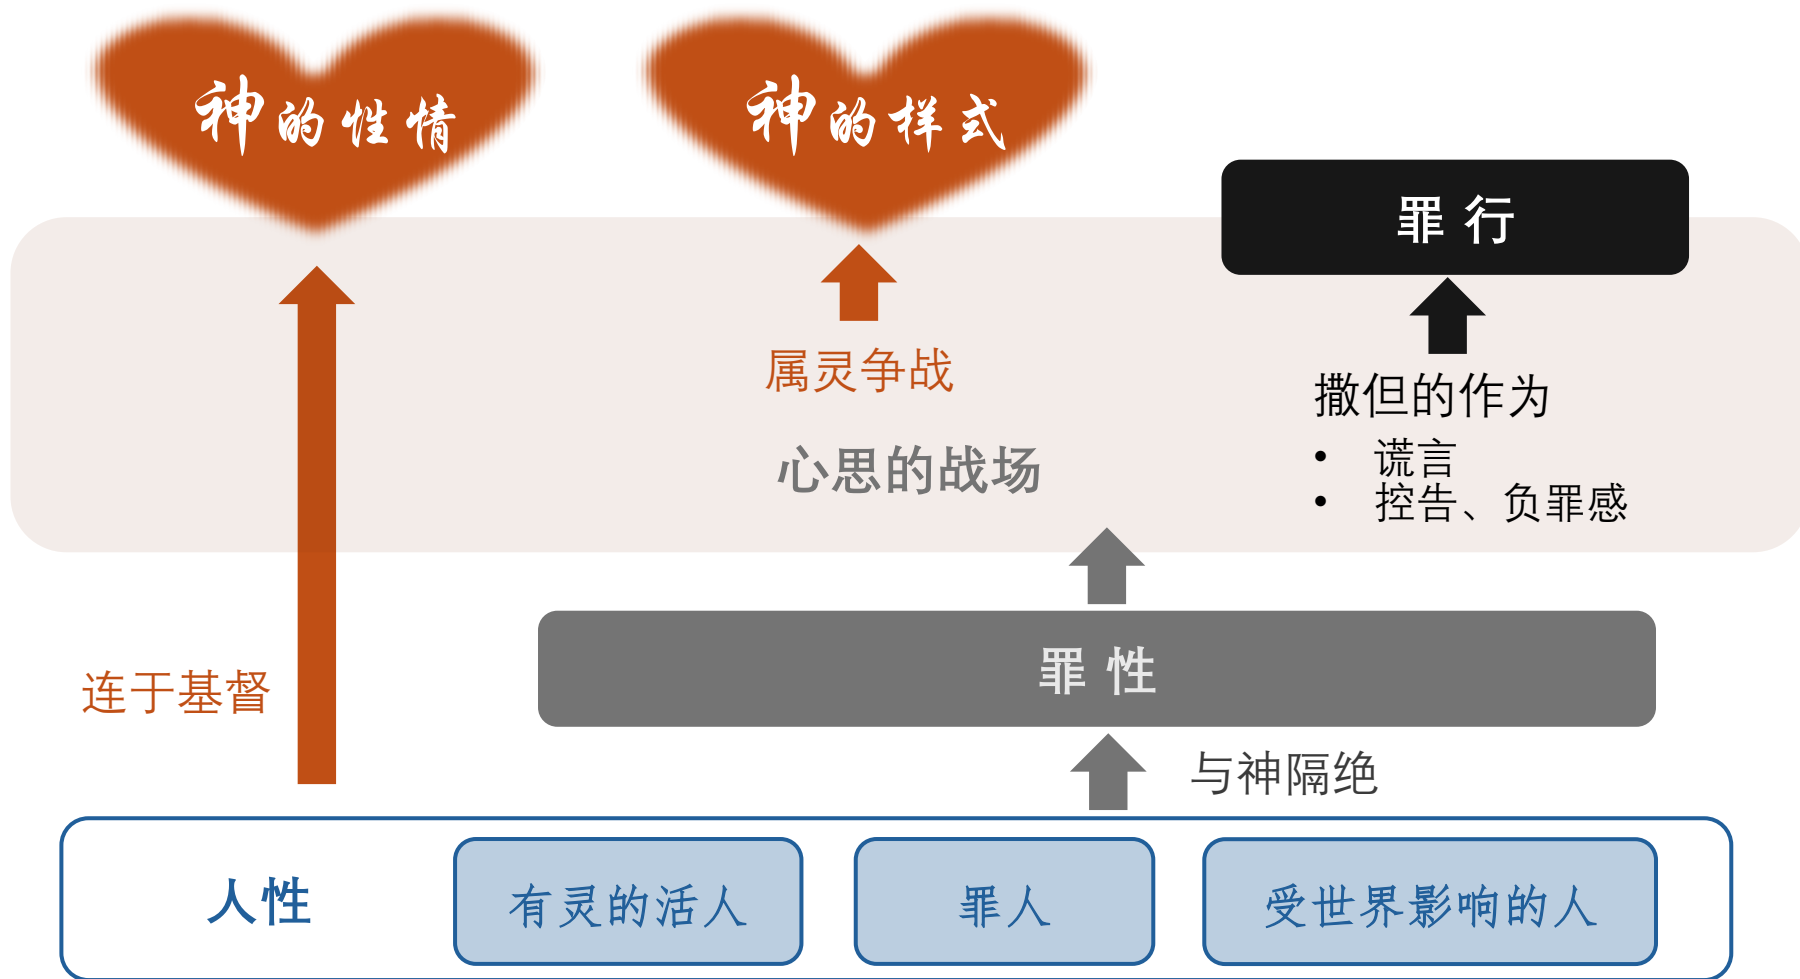 神的性情
神的样式
罪行
属灵争战
撒但的作为
• 谎言
• 控告、负罪感
心思的战场
罪性
连于基督
与神隔绝
人性
有灵的活人
罪人
受世界影响的人